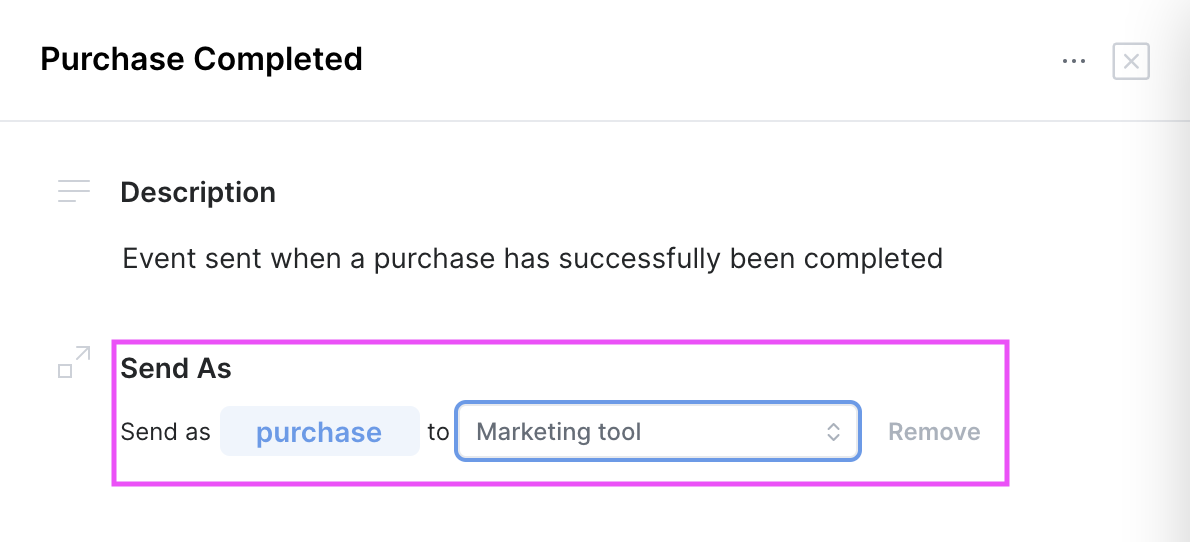 Purchase Completed
Description
Event sent when a purchase has successfully been completed
Send As
Send as purchase to Marketing tool Remove